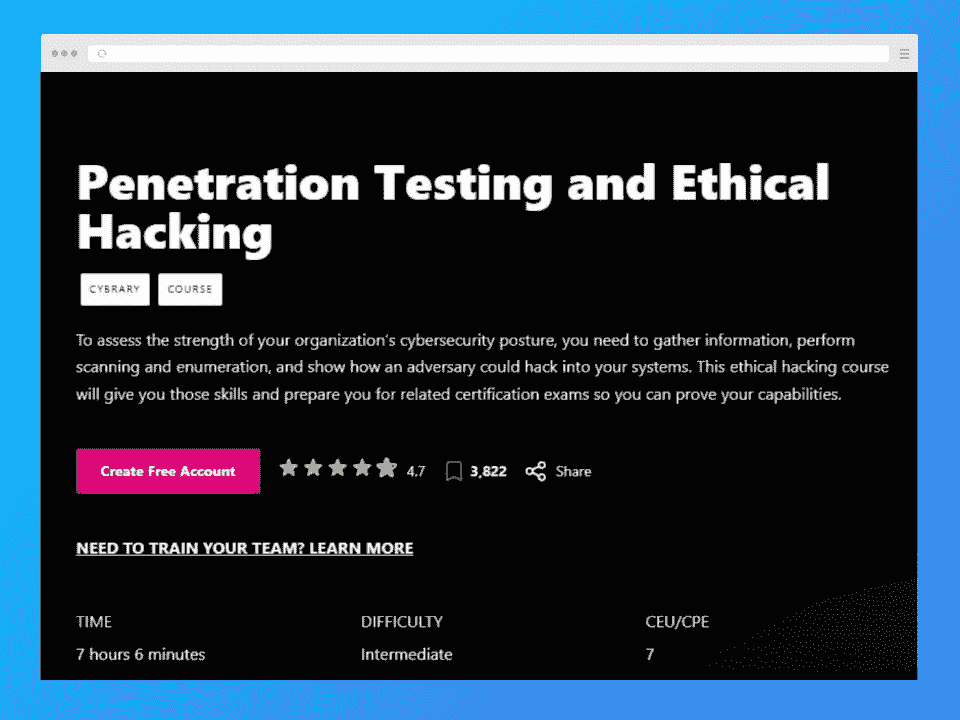 Penetration Testing and Ethical
Hacking
CYBRARY COURSE
To assess the strength of your organization's cybersecurity posture, you need to gather information, perform
scanning and enumeration, and show how an adversary could hack into your systems. This ethical hacking course
will give you those skills and prepare you for related certification exams so you can prove your capabilities.
Create Free Account 4.7 3,822 Share
NEED TO TRAIN YOUR TEAM? LEARN MORE
TIME DIFFICULTY CEU/CPE
7 hours 6 minutes Intermediate 7